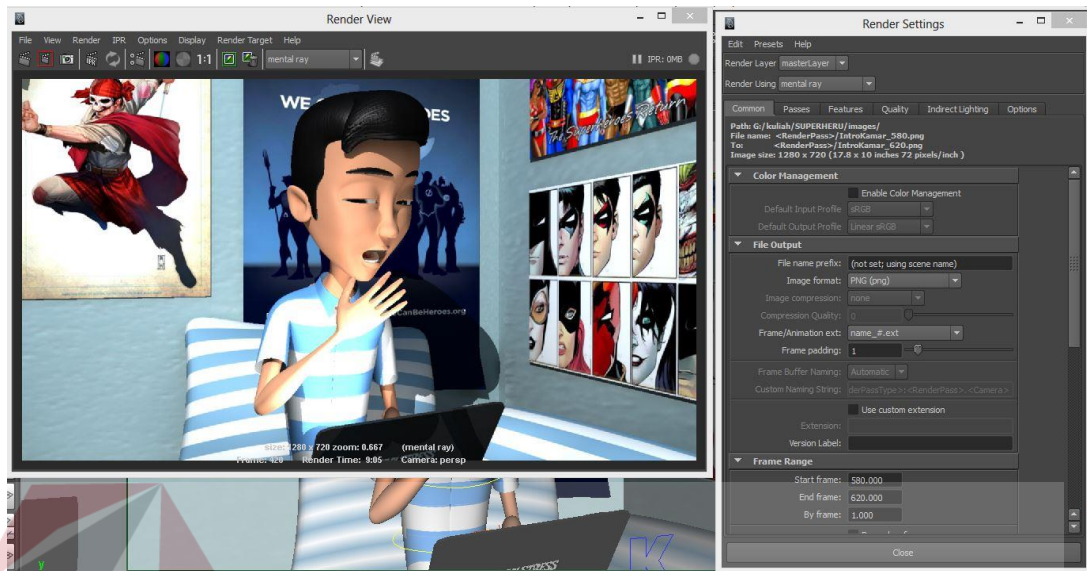 Render View
File View Render IPR Options Display Render Target Help
1:1 mental ray IPR: 0MB
WE
OES
The Superheroes Return
CanBeHeroes.org
size: 1280 x 720 zoom: 0.667 (mental ray)
Frame: 420 Render Time: 9:05 Camera: persp
y
STRESS
K
Render Settings
Edit Presets Help
Render Layer masterLayer
Render Using mental ray
Common Passes Features Quality Indirect Lighting Options
Path: G:/kuliah/SUPERHERU/images/
File name: <RenderPass>/IntroKamar_580.png
To: <RenderPass>/IntroKamar_620.png
Image size: 1280 x 720 (17.8 x 10 inches 72 pixels/inch )
Color Management
Enable Color Management
Default Input Profile sRGB
Default Output Profile Linear sRGB
File Output
File name prefix: (not set; using scene name)
Image format: PNG (png)
Image compression: none
Compression Quality: 0
Frame/Animation ext: name_#.ext
Frame padding: 1
Frame Buffer Naming: Automatic
Custom Naming String: derPassType>:<RenderPass>.<Camera>
Use custom extension
Extension:
Version Label:
Frame Range
Start frame: 580.000
End frame: 620.000
By frame: 1.000
Close